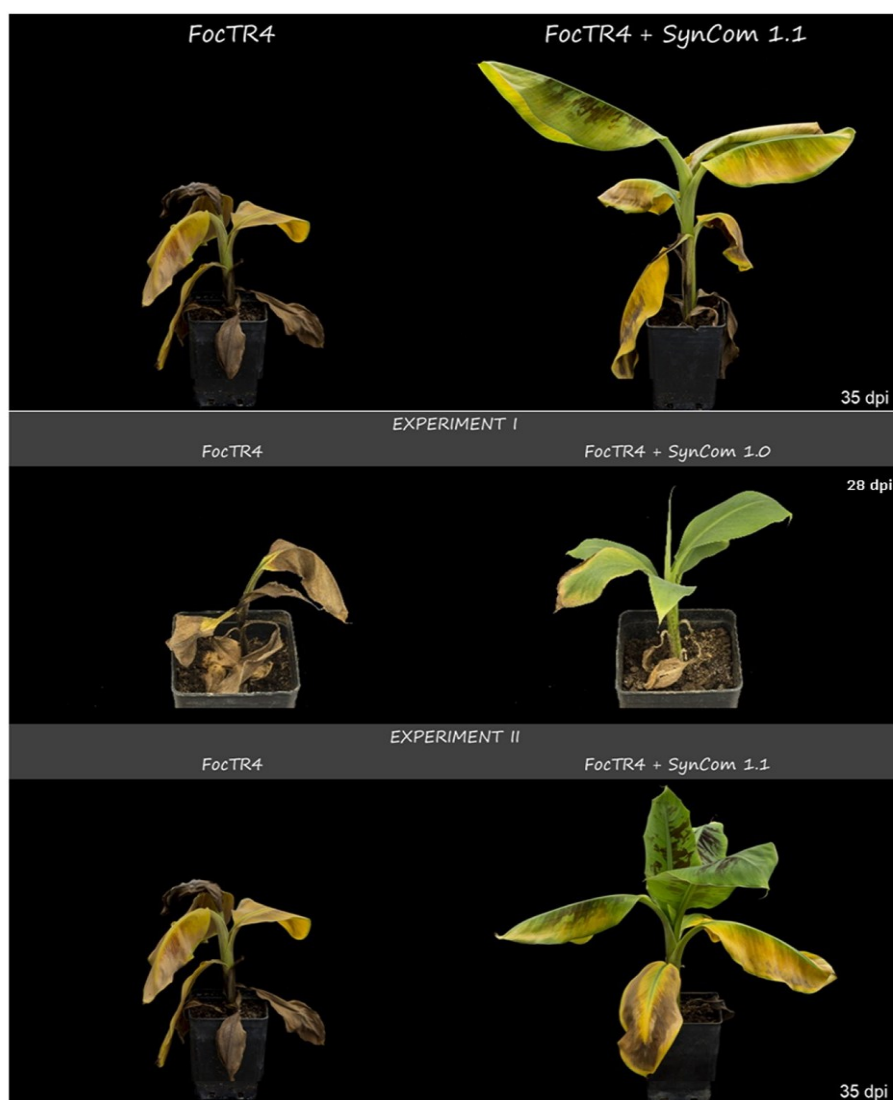 FocTR4
FocTR4 + SynCom 1.1
35 dpi
EXPERIMENT I
FocTR4
FocTR4 + SynCom 1.0
28 dpi
EXPERIMENT II
FocTR4
FocTR4 + SynCom 1.1
35 dpi